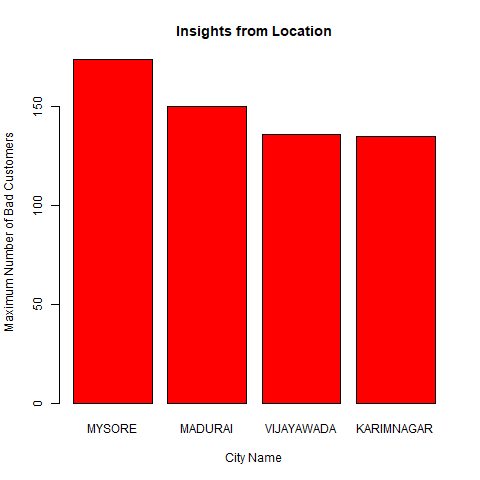 Insights from Location
Maximum Number of Bad Customers
150
100
50
0
MYSORE MADURAI VIJAYAWADA KARIMNAGAR
City Name